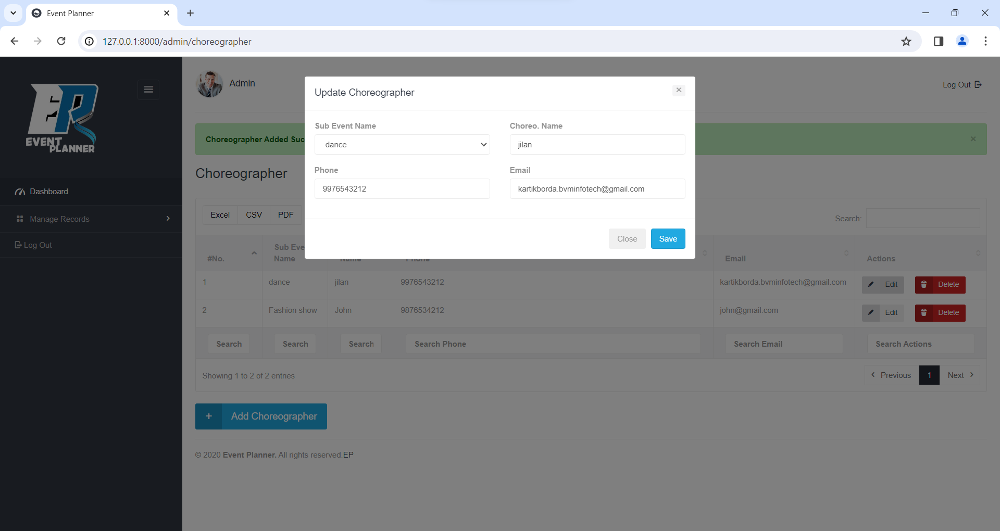 Event Planner
127.0.0.1:8000/admin/choreographer
EVENT
PLANNER
Dashboard
Manage Records
Log Out
Admin
Log Out
Choreographer Added Suc
Choreographer
Update Choreographer
Sub Event Name
Choreo. Name
dance
jilan
Phone
Email
9976543212
kartikborda.bvminfotech@gmail.com
Close
Save
Excel
CSV
PDF
Search:
#No.
Sub Eve
Name
Name
Phone
Email
Actions
1
dance
jilan
9976543212
kartikborda.bvminfotech@gmail.com
Edit
Delete
2
Fashion show
John
9876534212
john@gmail.com
Edit
Delete
Search
Search
Search
Search Phone
Search Email
Search Actions
Showing 1 to 2 of 2 entries
Previous
1
Next
+ Add Choreographer
© 2020 Event Planner. All rights reserved.EP